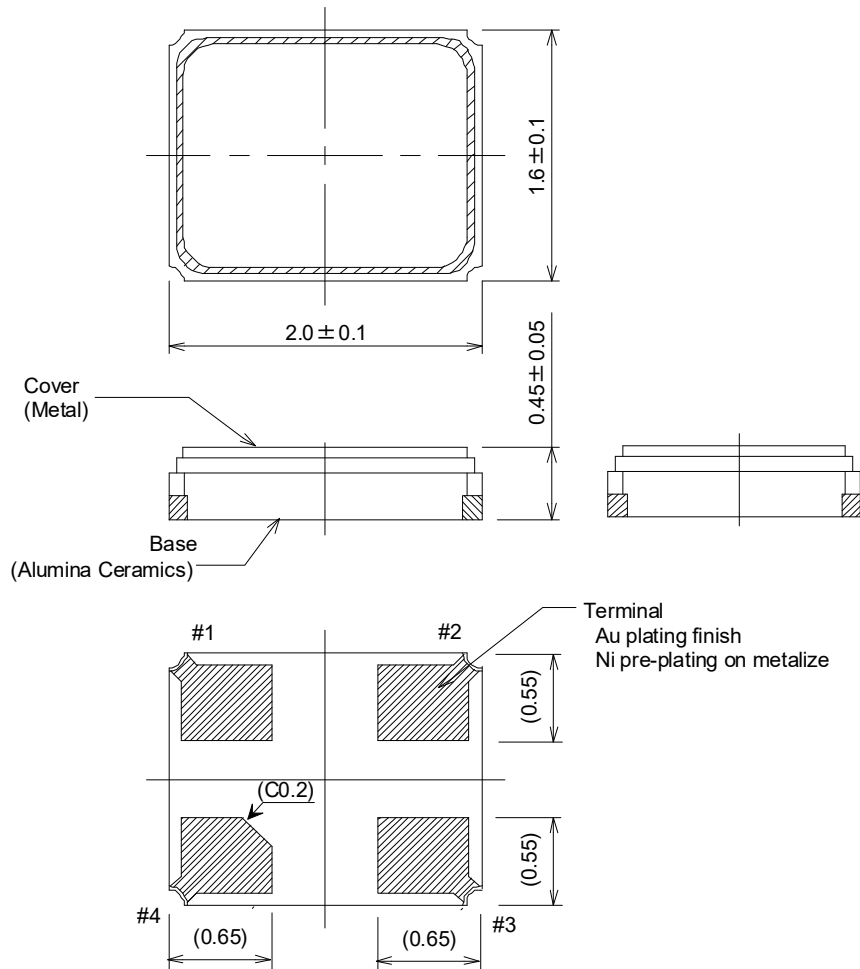 1.6±0.1
2.0±0.1
0.45±0.05
Cover
(Metal)
Base
(Alumina Ceramics)
Terminal
Au plating finish
Ni pre-plating on metalize
#1
#2
(0.55)
(C0.2)
(0.55)
#4
#3
(0.65)
(0.65)